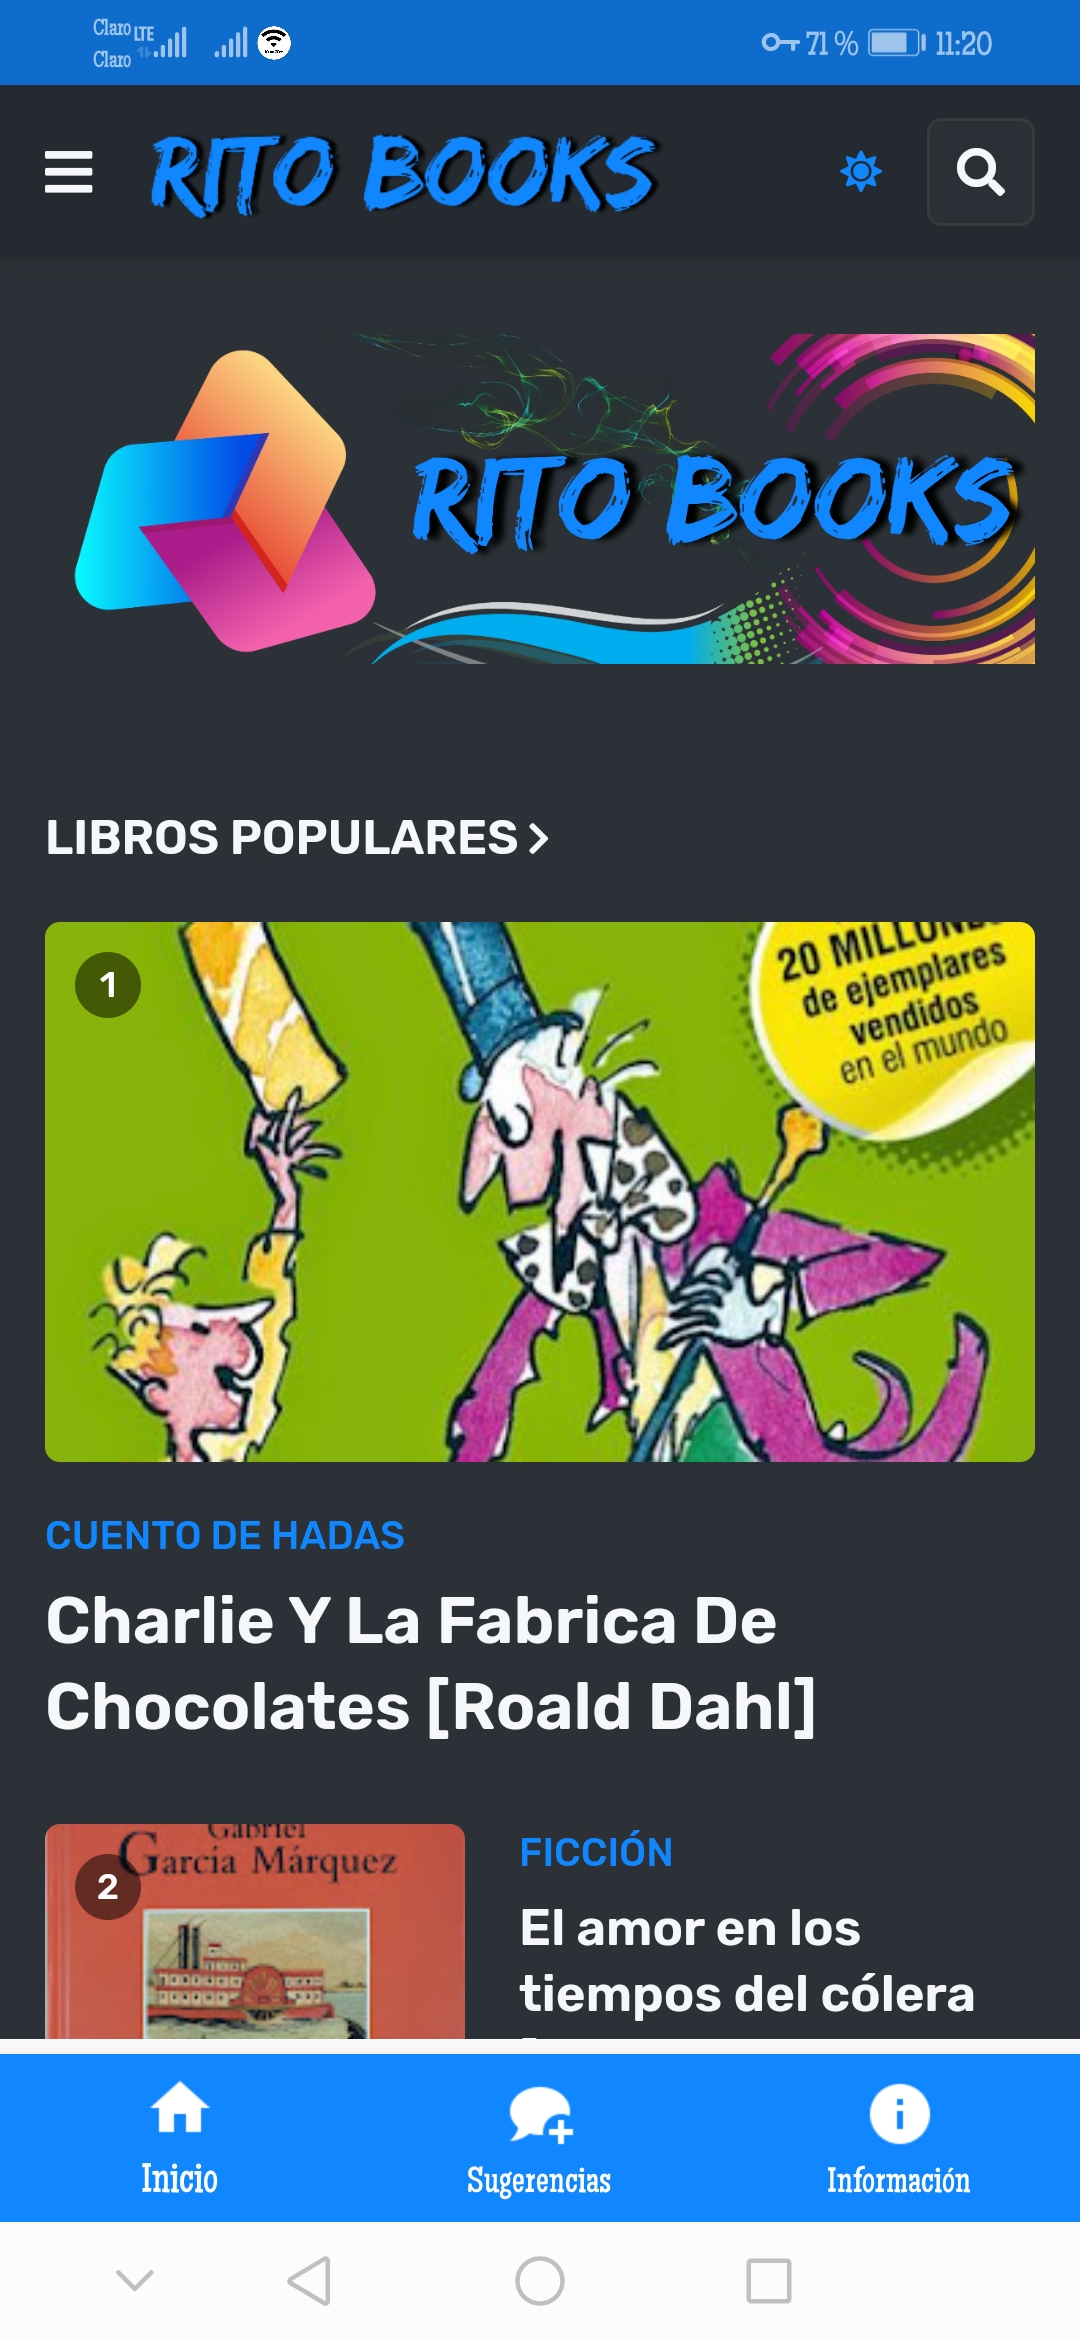 Claro LTE
Claro
71 % 11:20
RITO BOOKS
RITO BOOKS
LIBROS POPULARES
1
20 MILLONES
de ejemplares
vendidos
en el mundo
CUENTO DE HADAS
Charlie Y La Fabrica De
Chocolates [Roald Dahl]
Gabriel
García Márquez
2
FICCIÓN
El amor en los
tiempos del cólera
Inicio
Sugerencias
Información